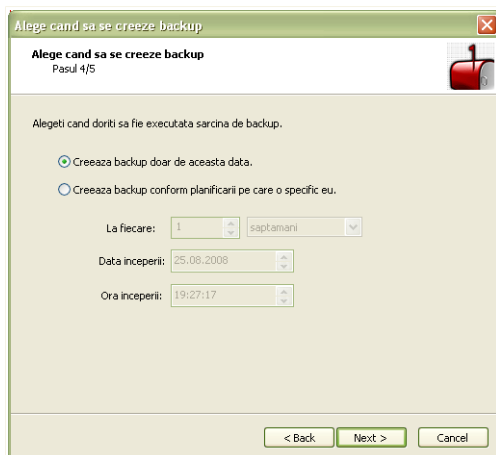 Alege cand sa se creeze backup
Alege cand sa se creeze backup
Pasul 4/5
Alegeti cand doriti sa fie executata sarcina de backup.
Creeaza backup doar de aceasta data.
Creeaza backup conform planificarii pe care o specific eu.
La fiecare: 1 saptamani
Data inceperii: 25.08.2008
Ora inceperii: 19:27:17
< Back Next > Cancel